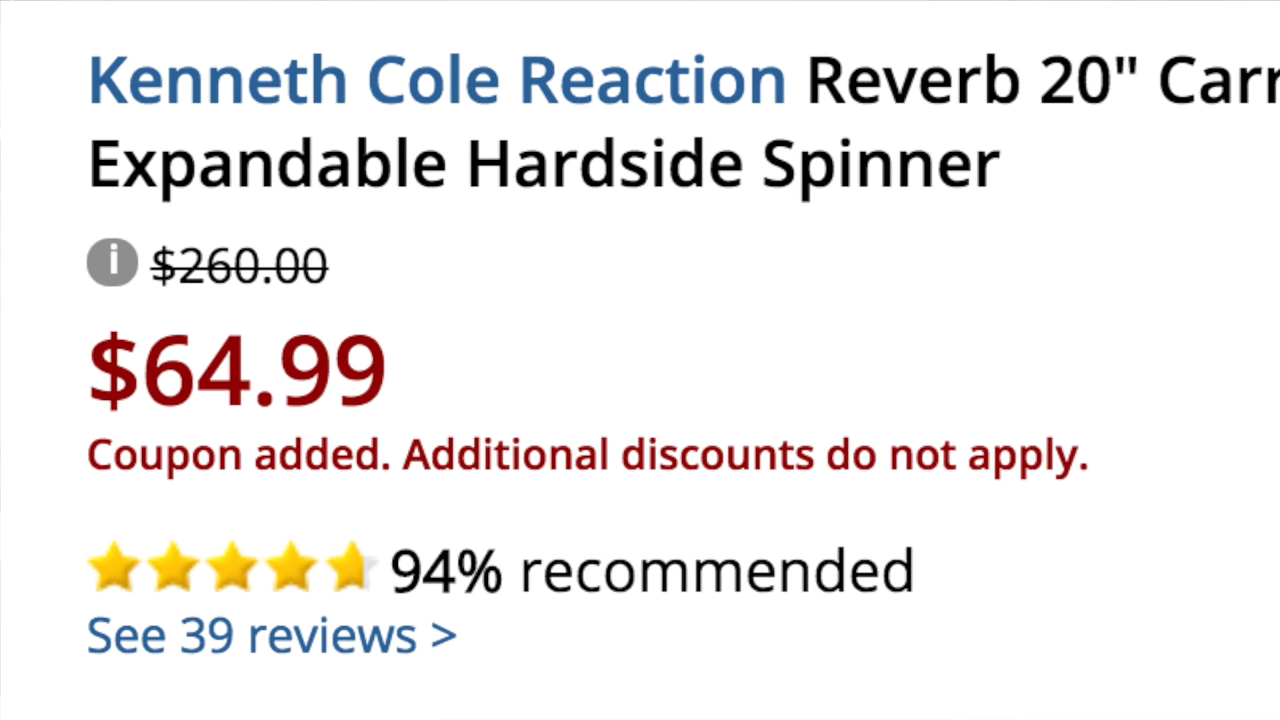 Kenneth Cole Reaction Reverb 20"
Expandable Hardside Spinner
i $260.00
$64.99
Coupon added. Additional discounts do not apply.
94% recommended
See 39 reviews >